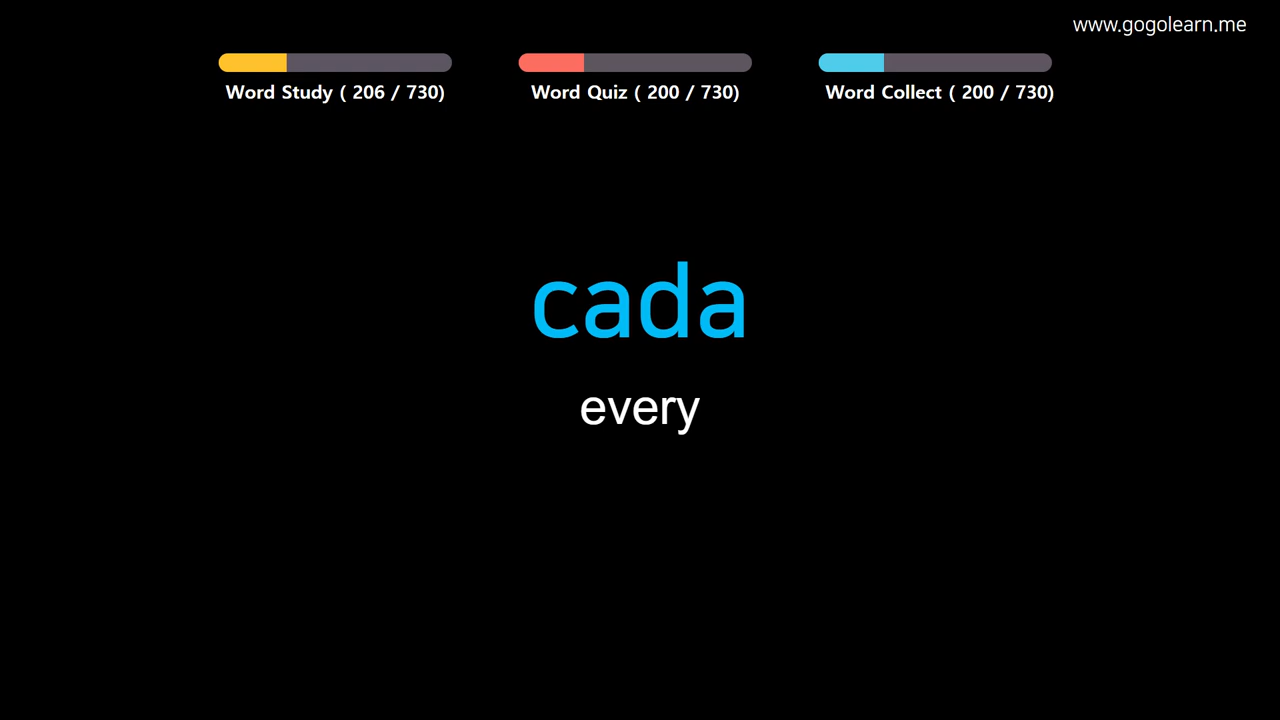 www.gogolearn.me
Word Study ( 206 / 730)
Word Quiz ( 200 / 730)
Word Collect ( 200 / 730)
cada
every